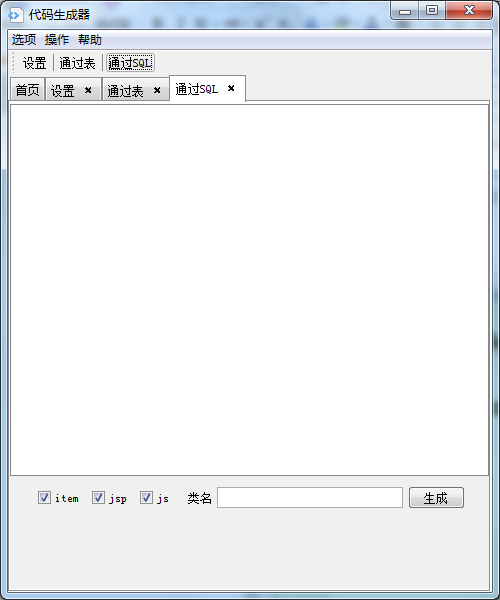 代码生成器
选项 操作 帮助
设置 通过表 通过SQL
首页 设置 通过表 通过SQL
item jsp js 类名 生成